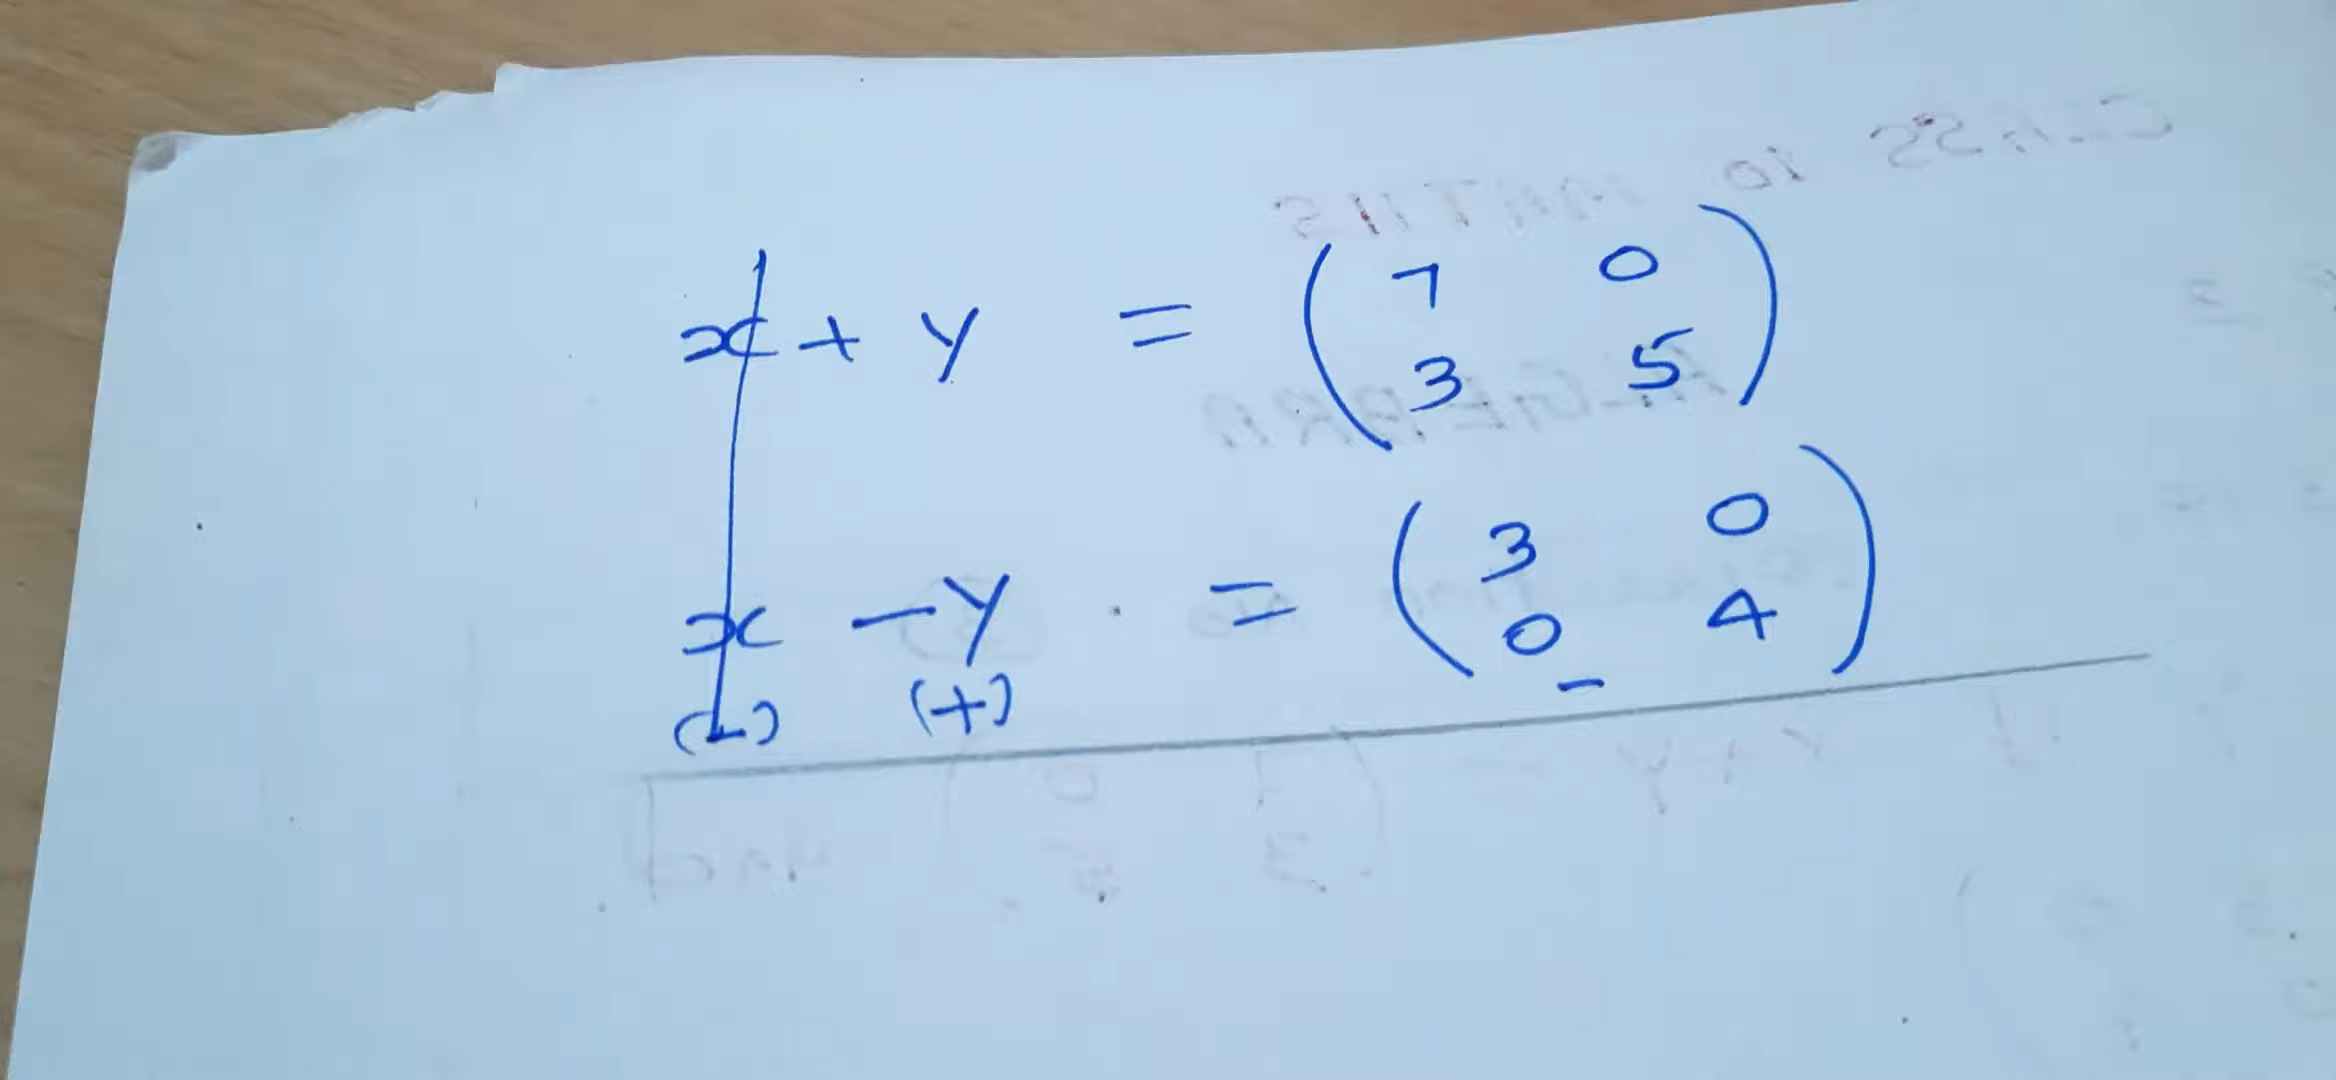 x + y = ( 7 0
3 5 )
x - y = ( 3 0
0 4 )
(-) (+) -